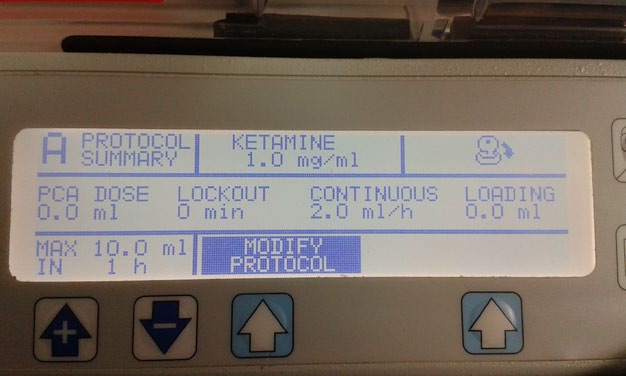 A PROTOCOL SUMMARY
KETAMINE
1.0 mg/ml
PCA DOSE LOCKOUT CONTINUOUS LOADING
0.0 ml 0 min 2.0 ml/h 0.0 ml
MAX 10.0 ml
IN 1 h
MODIFY
PROTOCOL